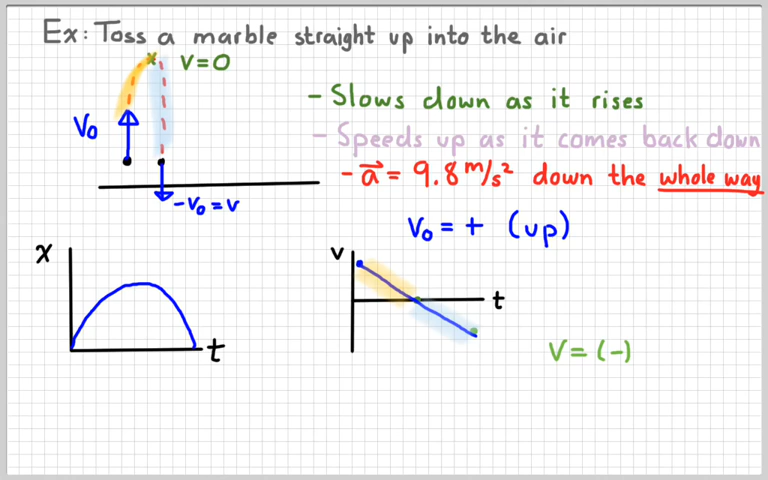 Ex: Toss a marble straight up into the air
v=0
- Slows down as it rises
V₀
- Speeds up as it comes back down
- a⃗ = 9.8 m/s² down the whole way
-V₀ = v
V₀ = + (up)
x
t
v
t
V = (-)